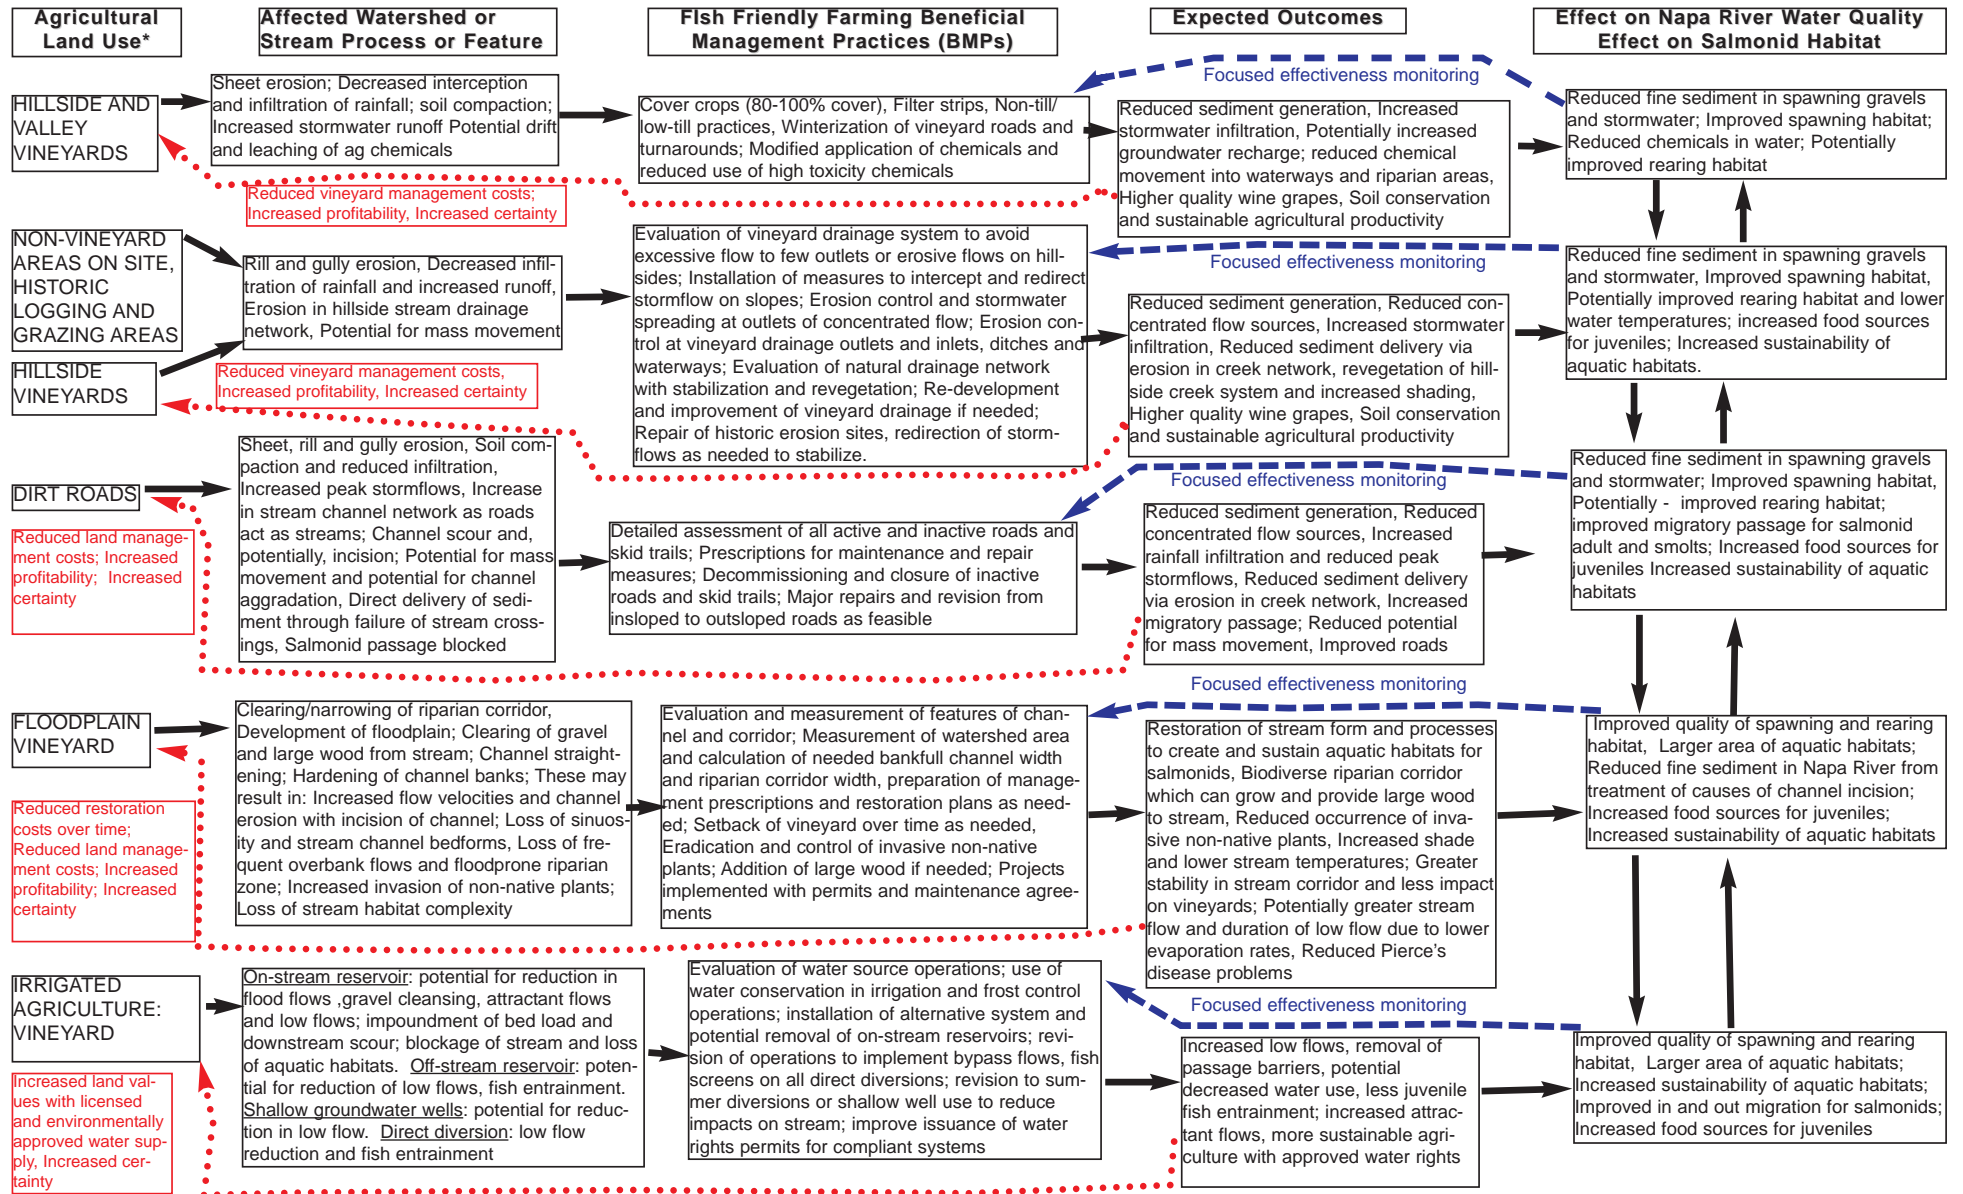 Agricultural
Land Use*
Affected Watershed or
Stream Process or Feature
FIsh Friendly Farming Beneficial
Management Practices (BMPs)
Expected Outcomes
Effect on Napa River Water Quality
Effect on Salmonid Habitat
HILLSIDE AND
VALLEY
VINEYARDS
Sheet erosion; Decreased interception
and infiltration of rainfall; soil compaction;
Increased stormwater runoff Potential drift
and leaching of ag chemicals
Cover crops (80-100% cover), Filter strips, Non-till/
low-till practices, Winterization of vineyard roads and
turnarounds; Modified application of chemicals and
reduced use of high toxicity chemicals
Focused effectiveness monitoring
Reduced sediment generation, Increased
stormwater infiltration, Potentially increased
groundwater recharge; reduced chemical
movement into waterways and riparian areas,
Higher quality wine grapes, Soil conservation
and sustainable agricultural productivity
Reduced fine sediment in spawning gravels
and stormwater; Improved spawning habitat;
Reduced chemicals in water; Potentially
improved rearing habitat
Reduced vineyard management costs;
Increased profitability, Increased certainty
NON-VINEYARD
AREAS ON SITE,
HISTORIC
LOGGING AND
GRAZING AREAS
HILLSIDE
VINEYARDS
Rill and gully erosion, Decreased infil-
tration of rainfall and increased runoff,
Erosion in hillside stream drainage
network, Potential for mass movement
Reduced vineyard management costs,
Increased profitability, Increased certainty
Evaluation of vineyard drainage system to avoid
excessive flow to few outlets or erosive flows on hill-
sides; Installation of measures to intercept and redirect
stormflow on slopes; Erosion control and stormwater
spreading at outlets of concentrated flow; Erosion con-
trol at vineyard drainage outlets and inlets, ditches and
waterways; Evaluation of natural drainage network
with stabilization and revegetation; Re-development
and improvement of vineyard drainage if needed;
Repair of historic erosion sites, redirection of storm-
flows as needed to stabilize.
Focused effectiveness monitoring
Reduced sediment generation, Reduced con-
centrated flow sources, Increased stormwater
infiltration, Reduced sediment delivery via
erosion in creek network, revegetation of hill-
side creek system and increased shading,
Higher quality wine grapes, Soil conservation
and sustainable agricultural productivity
Reduced fine sediment in spawning gravels
and stormwater, Improved spawning habitat,
Potentially improved rearing habitat and lower
water temperatures; increased food sources
for juveniles; Increased sustainability of
aquatic habitats.
DIRT ROADS
Reduced land manage-
ment costs; Increased
profitability; Increased
certainty
Sheet, rill and gully erosion, Soil com-
paction and reduced infiltration,
Increased peak stormflows, Increase
in stream channel network as roads
act as streams; Channel scour and,
potentially, incision; Potential for mass
movement and potential for channel
aggradation, Direct delivery of sedi-
ment through failure of stream cross-
ings, Salmonid passage blocked
Detailed assessment of all active and inactive roads and
skid trails; Prescriptions for maintenance and repair
measures; Decommissioning and closure of inactive
roads and skid trails; Major repairs and revision from
insloped to outsloped roads as feasible
Focused effectiveness monitoring
Reduced sediment generation, Reduced
concentrated flow sources, Increased
rainfall infiltration and reduced peak
stormflows, Reduced sediment delivery
via erosion in creek network, Increased
migratory passage; Reduced potential
for mass movement, Improved roads
Reduced fine sediment in spawning gravels
and stormwater; Improved spawning habitat,
Potentially - improved rearing habitat;
improved migratory passage for salmonid
adult and smolts; Increased food sources for
juveniles Increased sustainability of aquatic
habitats
FLOODPLAIN
VINEYARD
Reduced restoration
costs over time;
Reduced land manage-
ment costs; Increased
profitability; Increased
certainty
Clearing/narrowing of riparian corridor,
Development of floodplain; Clearing of gravel
and large wood from stream; Channel straight-
ening; Hardening of channel banks; These may
result in: Increased flow velocities and channel
erosion with incision of channel; Loss of sinuos-
ity and stream channel bedforms, Loss of fre-
quent overbank flows and floodprone riparian
zone; Increased invasion of non-native plants;
Loss of stream habitat complexity
Evaluation and measurement of features of chan-
nel and corridor; Measurement of watershed area
and calculation of needed bankfull channel width
and riparian corridor width, preparation of manage-
ment prescriptions and restoration plans as need-
ed; Setback of vineyard over time as needed,
Eradication and control of invasive non-native
plants; Addition of large wood if needed; Projects
implemented with permits and maintenance agree-
ments
Focused effectiveness monitoring
Restoration of stream form and processes
to create and sustain aquatic habitats for
salmonids, Biodiverse riparian corridor
which can grow and provide large wood
to stream, Reduced occurrence of inva-
sive non-native plants, Increased shade
and lower stream temperatures; Greater
stability in stream corridor and less impact
on vineyards; Potentially greater stream
flow and duration of low flow due to lower
evaporation rates, Reduced Pierce's
disease problems
Improved quality of spawning and rearing
habitat, Larger area of aquatic habitats;
Reduced fine sediment in Napa River from
treatment of causes of channel incision;
Increased food sources for juveniles;
Increased sustainability of aquatic habitats
IRRIGATED
AGRICULTURE:
VINEYARD
Increased land val-
ues with licensed
and environmentally
approved water sup-
ply, Increased cer-
tainty
On-stream reservoir: potential for reduction in
flood flows ,gravel cleansing, attractant flows
and low flows; impoundment of bed load and
downstream scour; blockage of stream and loss
of aquatic habitats. Off-stream reservoir: poten-
tial for reduction of low flows, fish entrainment.
Shallow groundwater wells: potential for reduc-
tion in low flow. Direct diversion: low flow
reduction and fish entrainment
Evaluation of water source operations; use of
water conservation in irrigation and frost control
operations; installation of alternative system and
potential removal of on-stream reservoirs; revi-
sion of operations to implement bypass flows, fish
screens on all direct diversions; revision to sum-
mer diversions or shallow well use to reduce
impacts on stream; improve issuance of water
rights permits for compliant systems
Focused effectiveness monitoring
Increased low flows, removal of
passage barriers, potential
decreased water use, less juvenile
fish entrainment; increased attrac-
tant flows, more sustainable agri-
culture with approved water rights
Improved quality of spawning and rearing
habitat, Larger area of aquatic habitats;
Increased sustainability of aquatic habitats;
Improved in and out migration for salmonids;
Increased food sources for juveniles